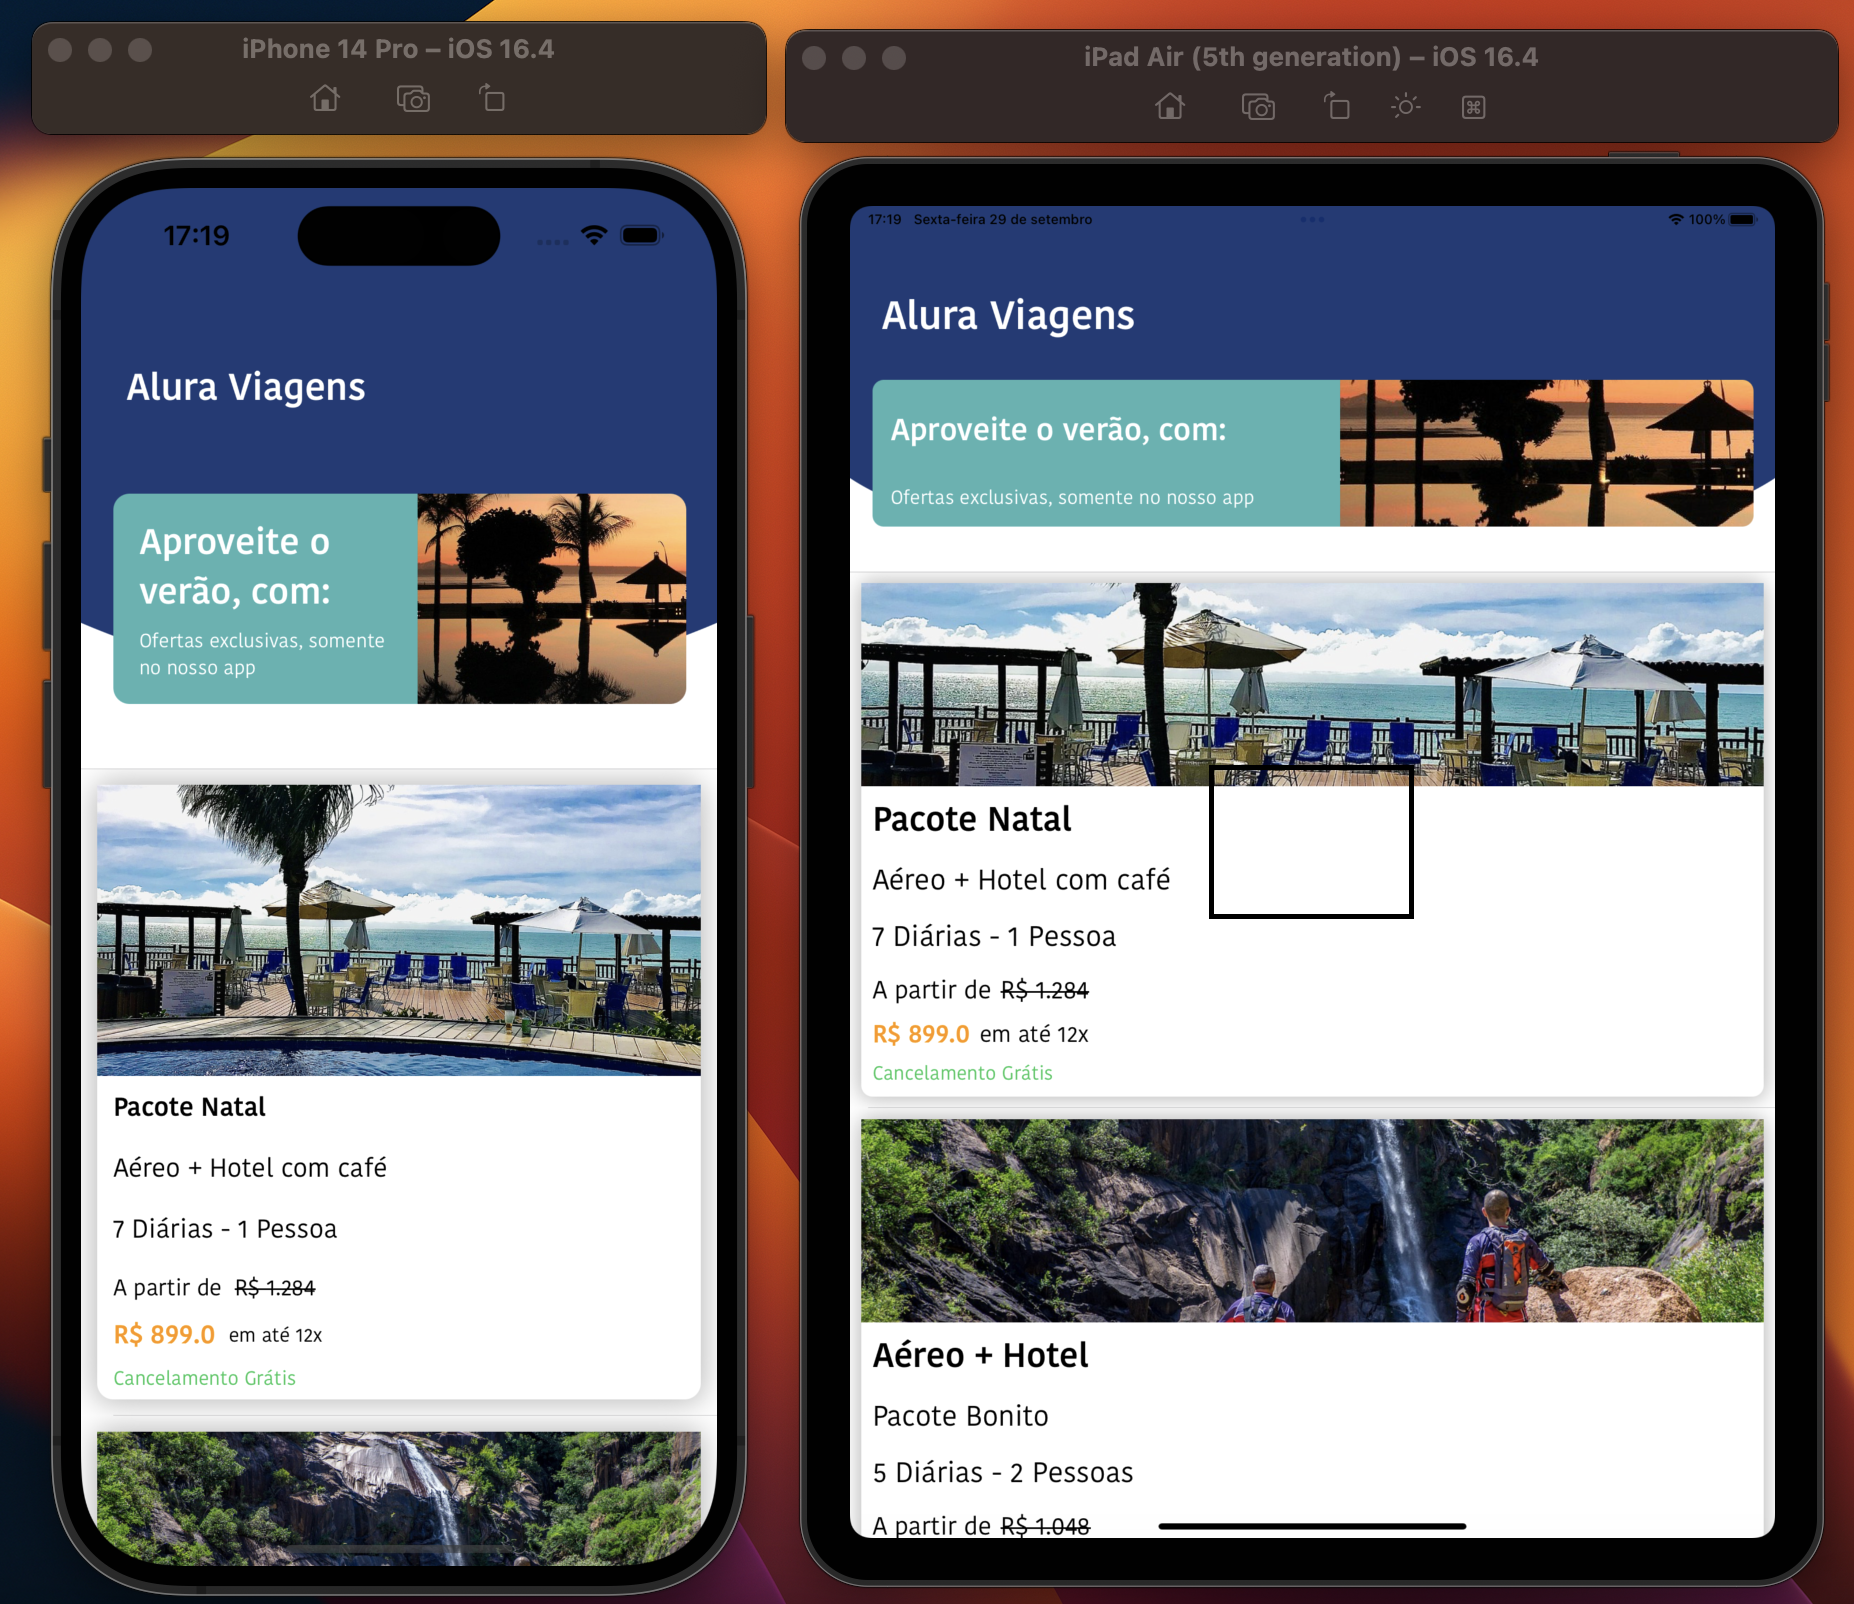 iPhone 14 Pro – iOS 16.4
17:19
Alura Viagens
Aproveite o
verão, com:
Ofertas exclusivas, somente
no nosso app
Pacote Natal
Aéreo + Hotel com café
7 Diárias - 1 Pessoa
A partir de R$ 1.284
R$ 899.0 em até 12x
Cancelamento Grátis
iPad Air (5th generation) – iOS 16.4
17:19 Sexta-feira 29 de setembro
100%
Alura Viagens
Aproveite o verão, com:
Ofertas exclusivas, somente no nosso app
Pacote Natal
Aéreo + Hotel com café
7 Diárias - 1 Pessoa
A partir de R$ 1.284
R$ 899.0 em até 12x
Cancelamento Grátis
Aéreo + Hotel
Pacote Bonito
5 Diárias - 2 Pessoas
A partir de R$ 1.048